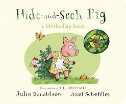 Hide-and-Seek Pig
a lift-the-flap book
Julia Donaldson Axel Scheffler